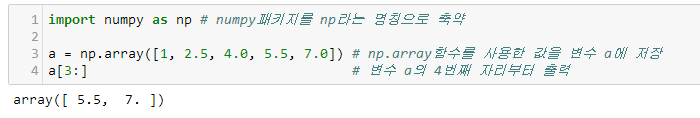 1 import numpy as np # numpy패키지를 np라는 명칭으로 축약
2
3 a = np.array([1, 2.5, 4.0, 5.5, 7.0]) # np.array함수를 사용한 값을 변수 a에 저장
4 a[3:] # 변수 a의 4번째 자리부터 출력
array([ 5.5,  7. ])